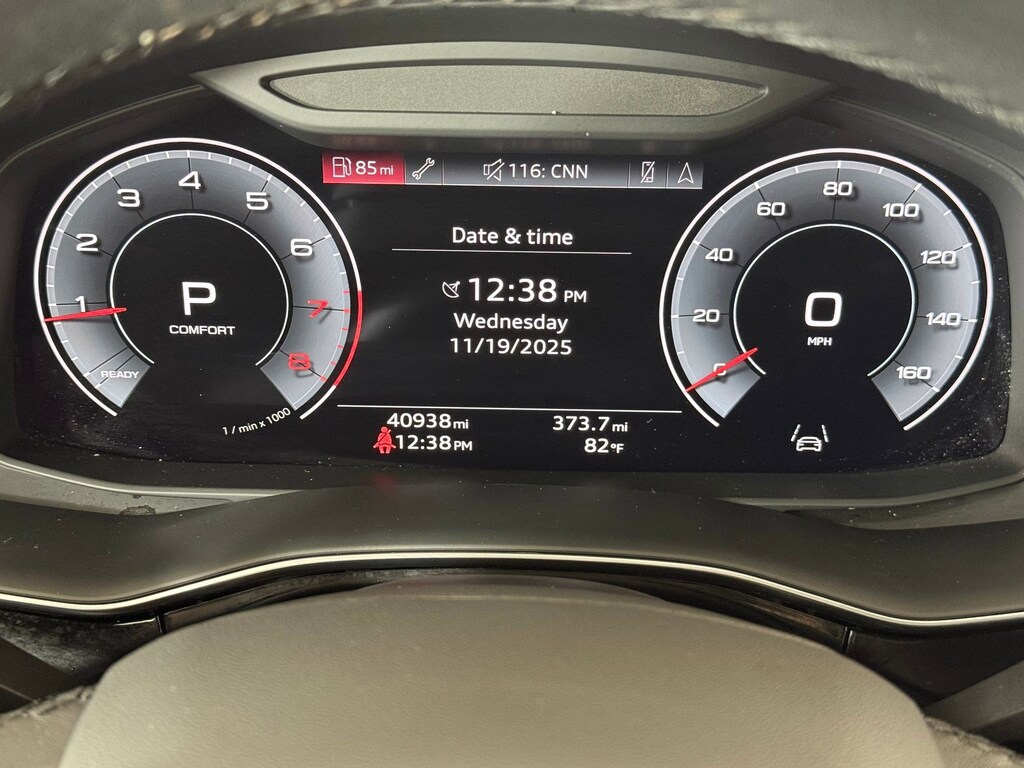 85 mi
116: CNN
1
2
3
4
5
6
7
8
READY
P
COMFORT
1 / min x 1000
Date & time
12:38 PM
Wednesday
11/19/2025
40938 mi
373.7 mi
12:38 PM
82°F
0
20
40
60
80
100
120
140
160
0
MPH